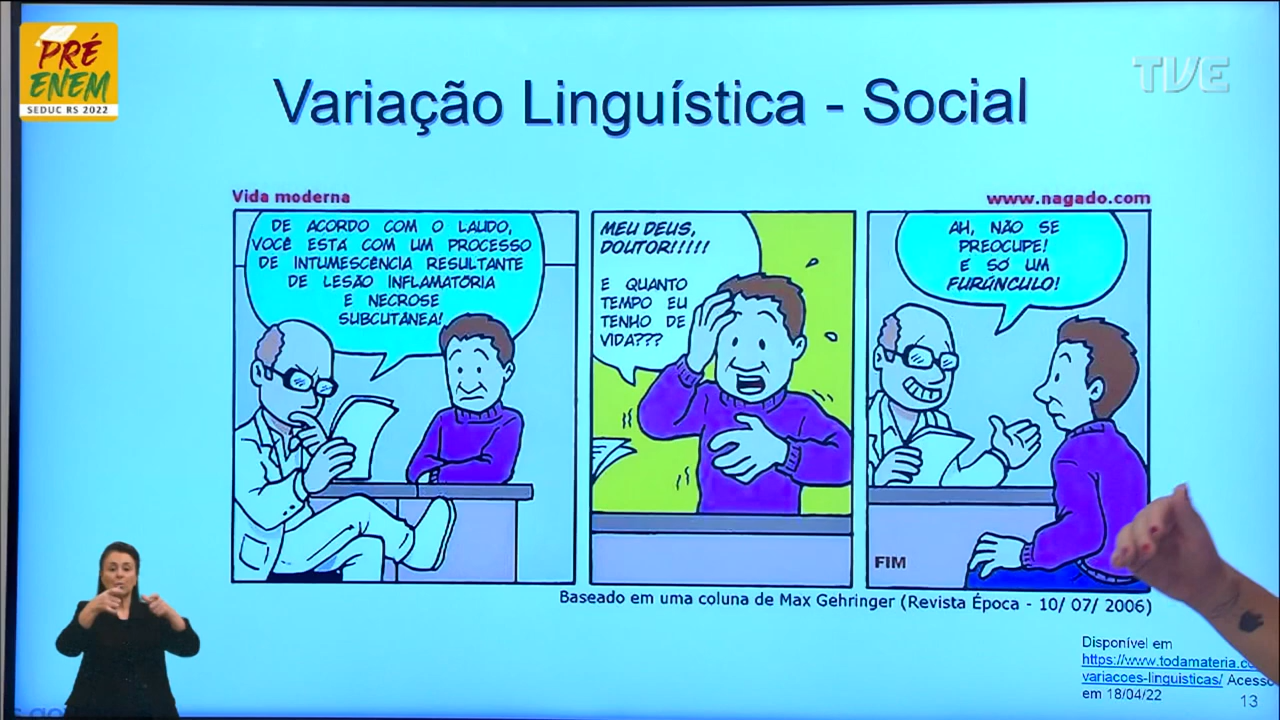 PRÉ
ENEM
SEDUC RS 2022
TVE
Variação Linguística - Social
Vida moderna
www.nagado.com
DE ACORDO COM O LAUDO,
VOCÊ ESTÁ COM UM PROCESSO
DE INTUMESCÊNCIA RESULTANTE
DE LESÃO INFLAMATÓRIA
E NECROSE
SUBCUTÂNEA!
MEU DEUS,
DOUTOR!!!!!
E QUANTO
TEMPO EU
TENHO DE
VIDA???
AH, NÃO SE
PREOCUPE!
É SÓ UM
FURÚNCULO!
FIM
Baseado em uma coluna de Max Gehringer (Revista Época - 10/ 07/ 2006)
Disponível em
https://www.todamateria.c
variacoes-linguisticas/ Acesso
em 18/04/22
13